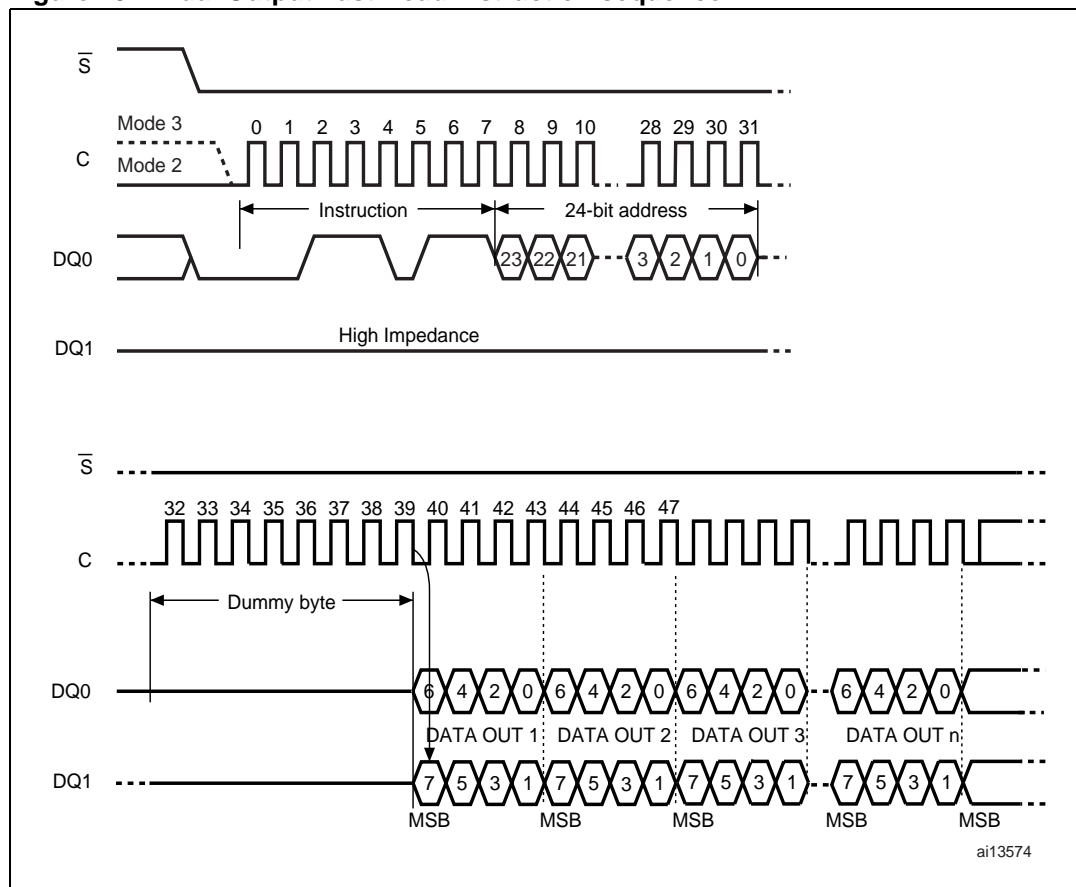 S
Mode 3
0 1 2 3 4 5 6 7 8 9 10 28 29 30 31
C
Mode 2
Instruction 24-bit address
DQ0
23 22 21 3 2 1 0
High Impedance
DQ1
S
32 33 34 35 36 37 38 39 40 41 42 43 44 45 46 47
C
Dummy byte
DQ0
6 4 2 0 6 4 2 0 6 4 2 0 6 4 2 0
DATA OUT 1 DATA OUT 2 DATA OUT 3 DATA OUT n
DQ1
7 5 3 1 7 5 3 1 7 5 3 1 7 5 3 1
MSB MSB MSB MSB MSB
ai13574